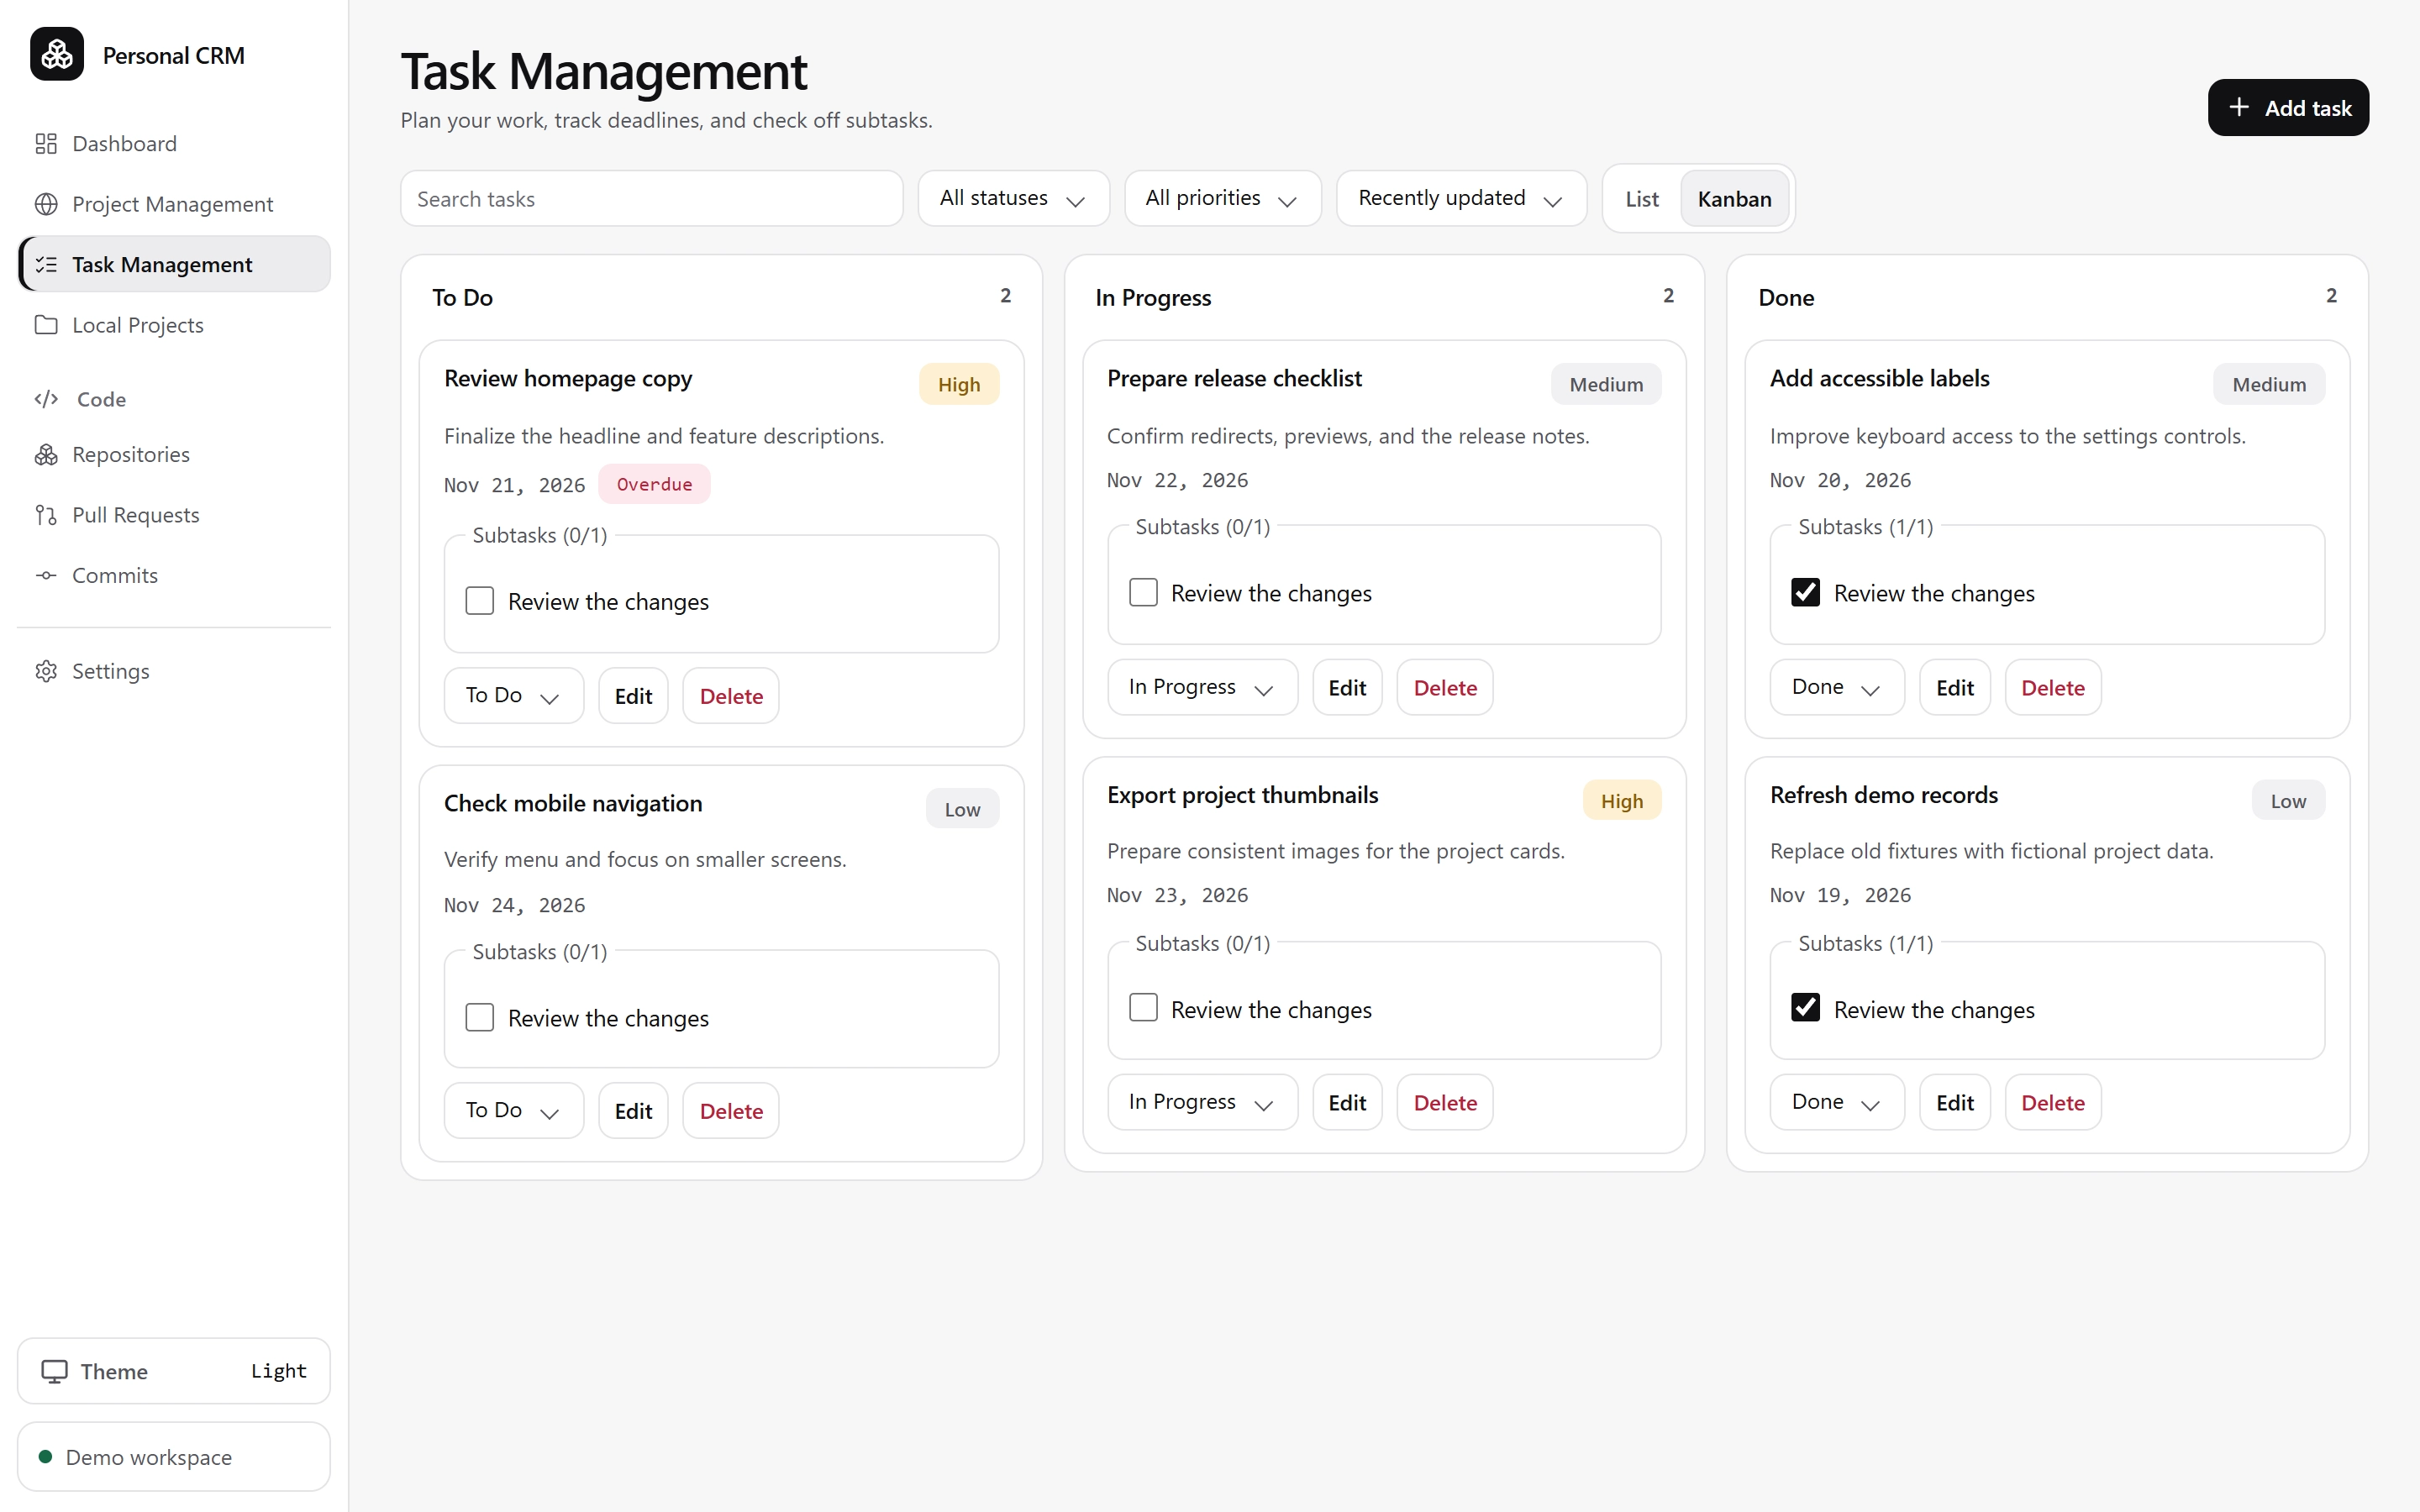 Personal CRM
Dashboard
Project Management
Task Management
Local Projects
Code
Repositories
Pull Requests
Commits
Settings
Theme Light
Demo workspace
Task Management
Plan your work, track deadlines, and check off subtasks.
Add task
Search tasks
All statuses
All priorities
Recently updated
List
Kanban
To Do 2
Review homepage copy High
Finalize the headline and feature descriptions.
Nov 21, 2026 Overdue
Subtasks (0/1)
Review the changes
To Do Edit Delete
Check mobile navigation Low
Verify menu and focus on smaller screens.
Nov 24, 2026
Subtasks (0/1)
Review the changes
To Do Edit Delete
In Progress 2
Prepare release checklist Medium
Confirm redirects, previews, and the release notes.
Nov 22, 2026
Subtasks (0/1)
Review the changes
In Progress Edit Delete
Export project thumbnails High
Prepare consistent images for the project cards.
Nov 23, 2026
Subtasks (0/1)
Review the changes
In Progress Edit Delete
Done 2
Add accessible labels Medium
Improve keyboard access to the settings controls.
Nov 20, 2026
Subtasks (1/1)
Review the changes
Done Edit Delete
Refresh demo records Low
Replace old fixtures with fictional project data.
Nov 19, 2026
Subtasks (1/1)
Review the changes
Done Edit Delete